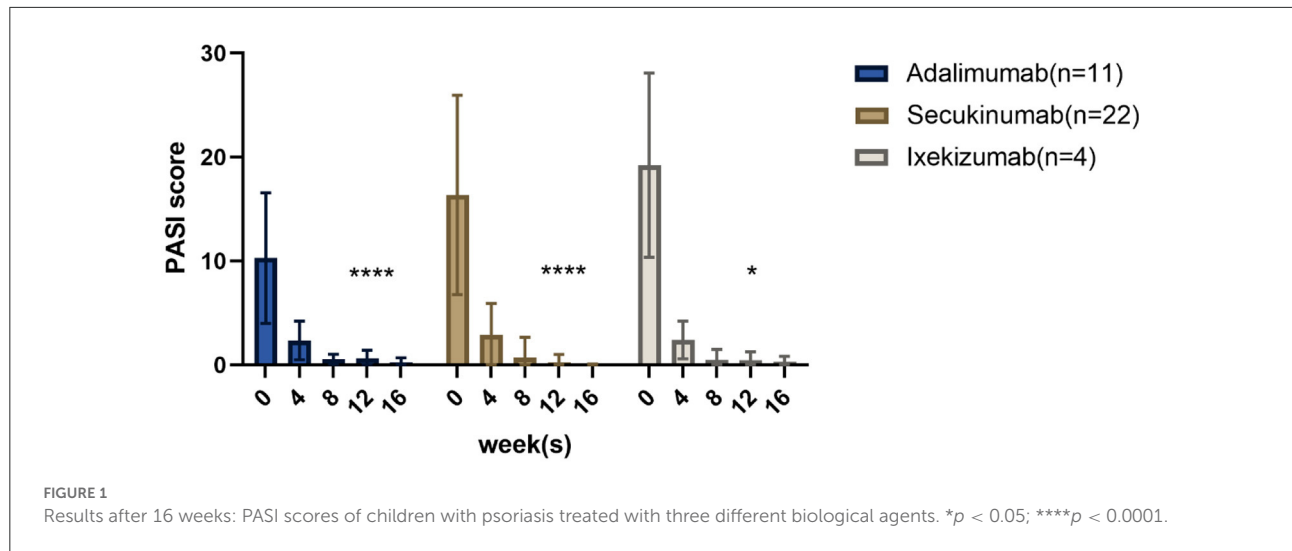 30
20
10
0
PASI score
****
****
*
0 4 8 12 16 0 4 8 12 16 0 4 8 12 16
week(s)
Adalimumab(n=11)
Secukinumab(n=22)
Ixekizumab(n=4)
FIGURE 1
Results after 16 weeks: PASI scores of children with psoriasis treated with three different biological agents. *p < 0.05; ****p < 0.0001.